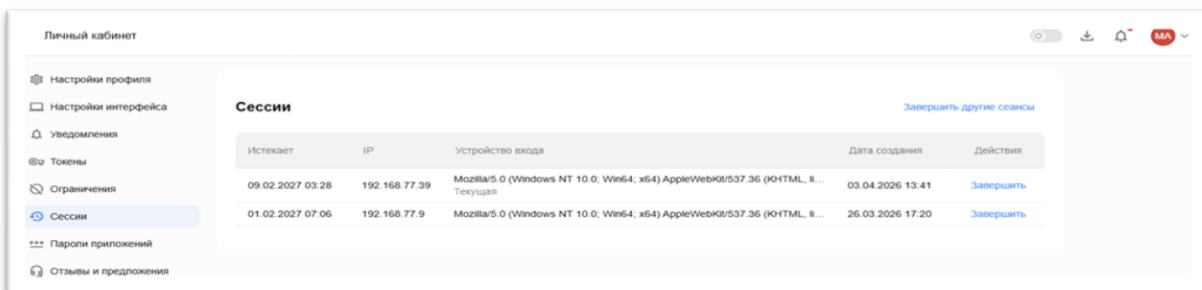 Личный кабинет
MA
Настройки профиля
Настройки интерфейса
Уведомления
Токены
Ограничения
Сессии
Пароли приложений
Отзывы и предложения
Сессии
Завершить другие сеансы
Истекает IP Устройство входа Дата создания Действия
09.02.2027 03:28 192.168.77.39 Mozilla/5.0 (Windows NT 10.0; Win64; x64) AppleWebKit/537.36 (KHTML, li... 03.04.2026 13:41 Завершить
Текущая
01.02.2027 07:06 192.168.77.9 Mozilla/5.0 (Windows NT 10.0; Win64; x64) AppleWebKit/537.36 (KHTML, li... 26.03.2026 17:20 Завершить